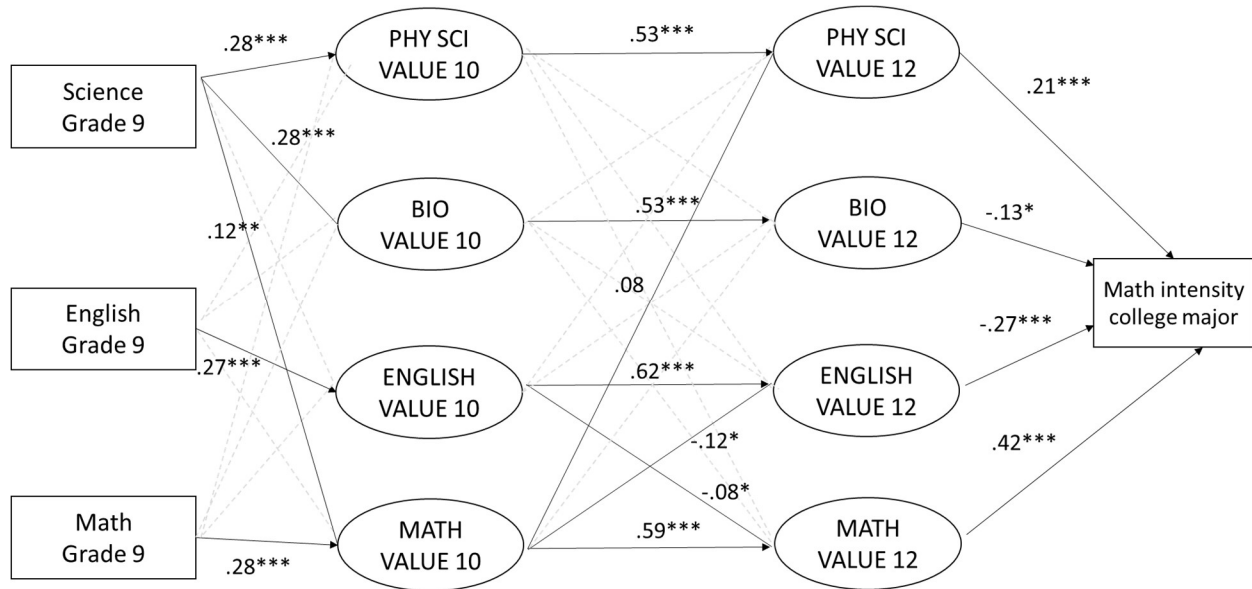 .28***
PHY SCI
VALUE 10
.53***
PHY SCI
VALUE 12
Science
Grade 9
.28***
.21***
BIO
VALUE 10
.53***
BIO
VALUE 12
-.13*
.12**
.08
English
Grade 9
Math intensity
college major
.27***
-.27***
ENGLISH
VALUE 10
.62***
ENGLISH
VALUE 12
-.12*
.42***
-.08*
Math
Grade 9
.28***
MATH
VALUE 10
.59***
MATH
VALUE 12